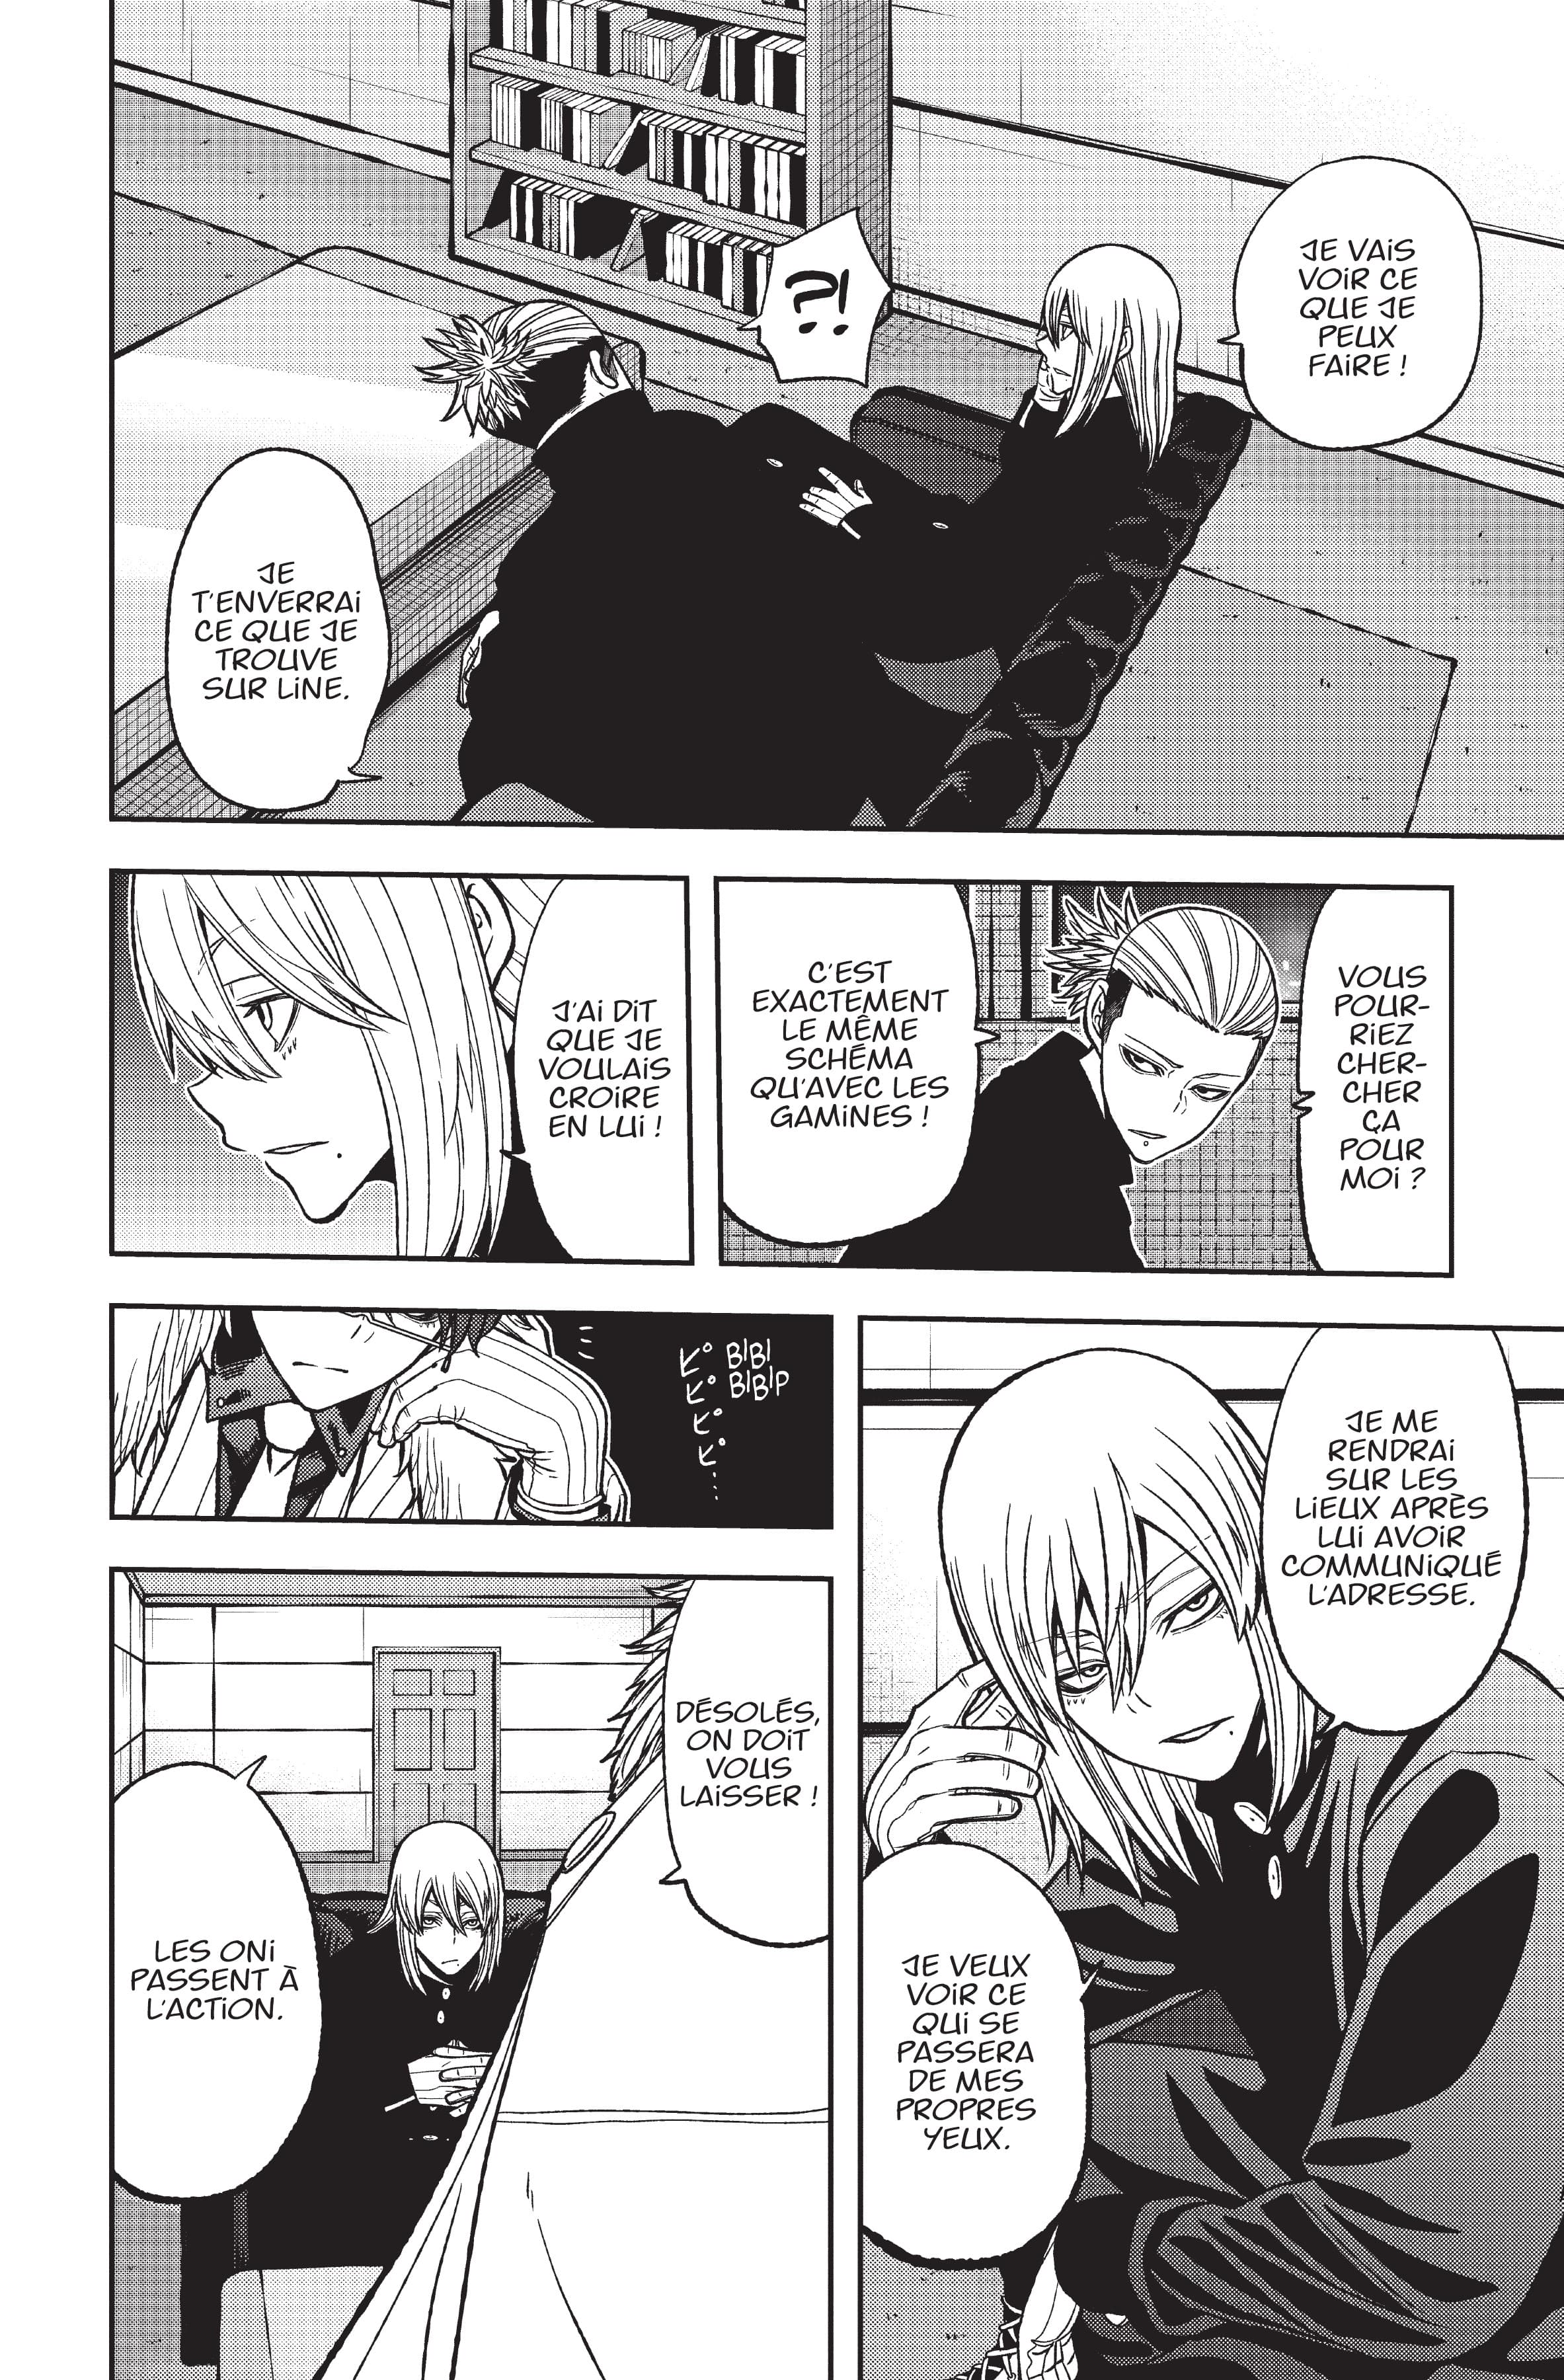 JE VAIS
VOIR CE
QUE JE
PEUX
FAIRE !
?!
JE
T'ENVERRAI
CE QUE JE
TROUVE
SUR LINE.
VOUS
POUR-
RIEZ
CHER-
CHER
ÇA
POUR
MOI ?
C'EST
EXACTEMENT
LE MÊME
SCHÉMA
QU'AVEC LES
GAMINES !
J'AI DIT
QUE JE
VOULAIS
CROIRE
EN LUI !
JE ME
RENDRAI
SUR LES
LIEUX APRÈS
LUI AVOIR
COMMUNIQUÉ
L'ADRESSE.
JE VEUX
VOIR CE
QUI SE
PASSERA
DE MES
PROPRES
YEUX.
BIBI
BIBIP
ピピピピ…
DÉSOLÉS,
ON DOIT
VOUS
LAISSER !
LES ONI
PASSENT À
L'ACTION.